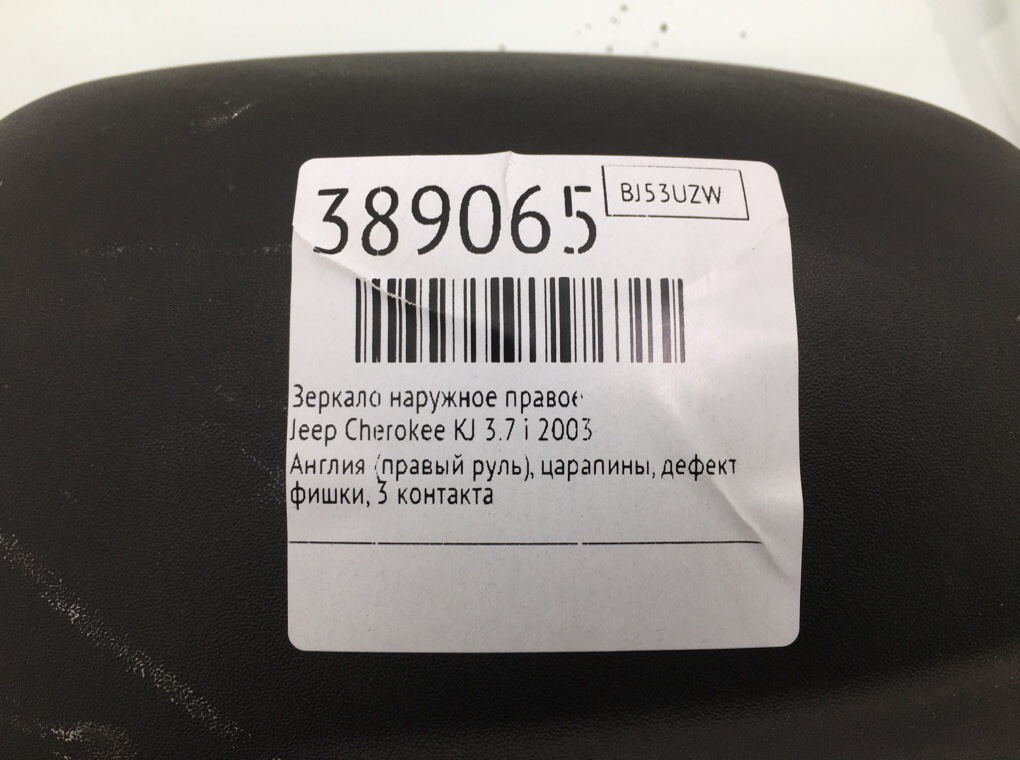 389065
BJ53UZW
Зеркало наружное правое
Jeep Cherokee KJ 3.7 i 2003
Англия (правый руль), царапины, дефект
фишки, 3 контакта